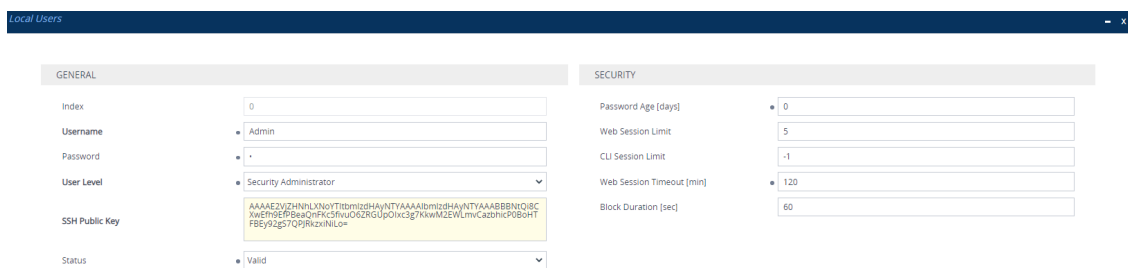 Local Users
– x
GENERAL
Index 0
Username Admin
Password •
User Level Security Administrator
SSH Public Key
AAAAE2VjZHNhLXNoYTItbmlzdHAyNTYAAAAIbmlzdHAyNTYAAABBBNtQi8C
XwEfh9EfPBeaQnFKc5fivuO6ZRGUpOlxc3g7KkwM2EWLmvCazbhicP0BoHT
FBEy92gS7QPJRkzxiNiLo=
Status Valid
SECURITY
Password Age [days] 0
Web Session Limit 5
CLI Session Limit -1
Web Session Timeout [min] 120
Block Duration [sec] 60